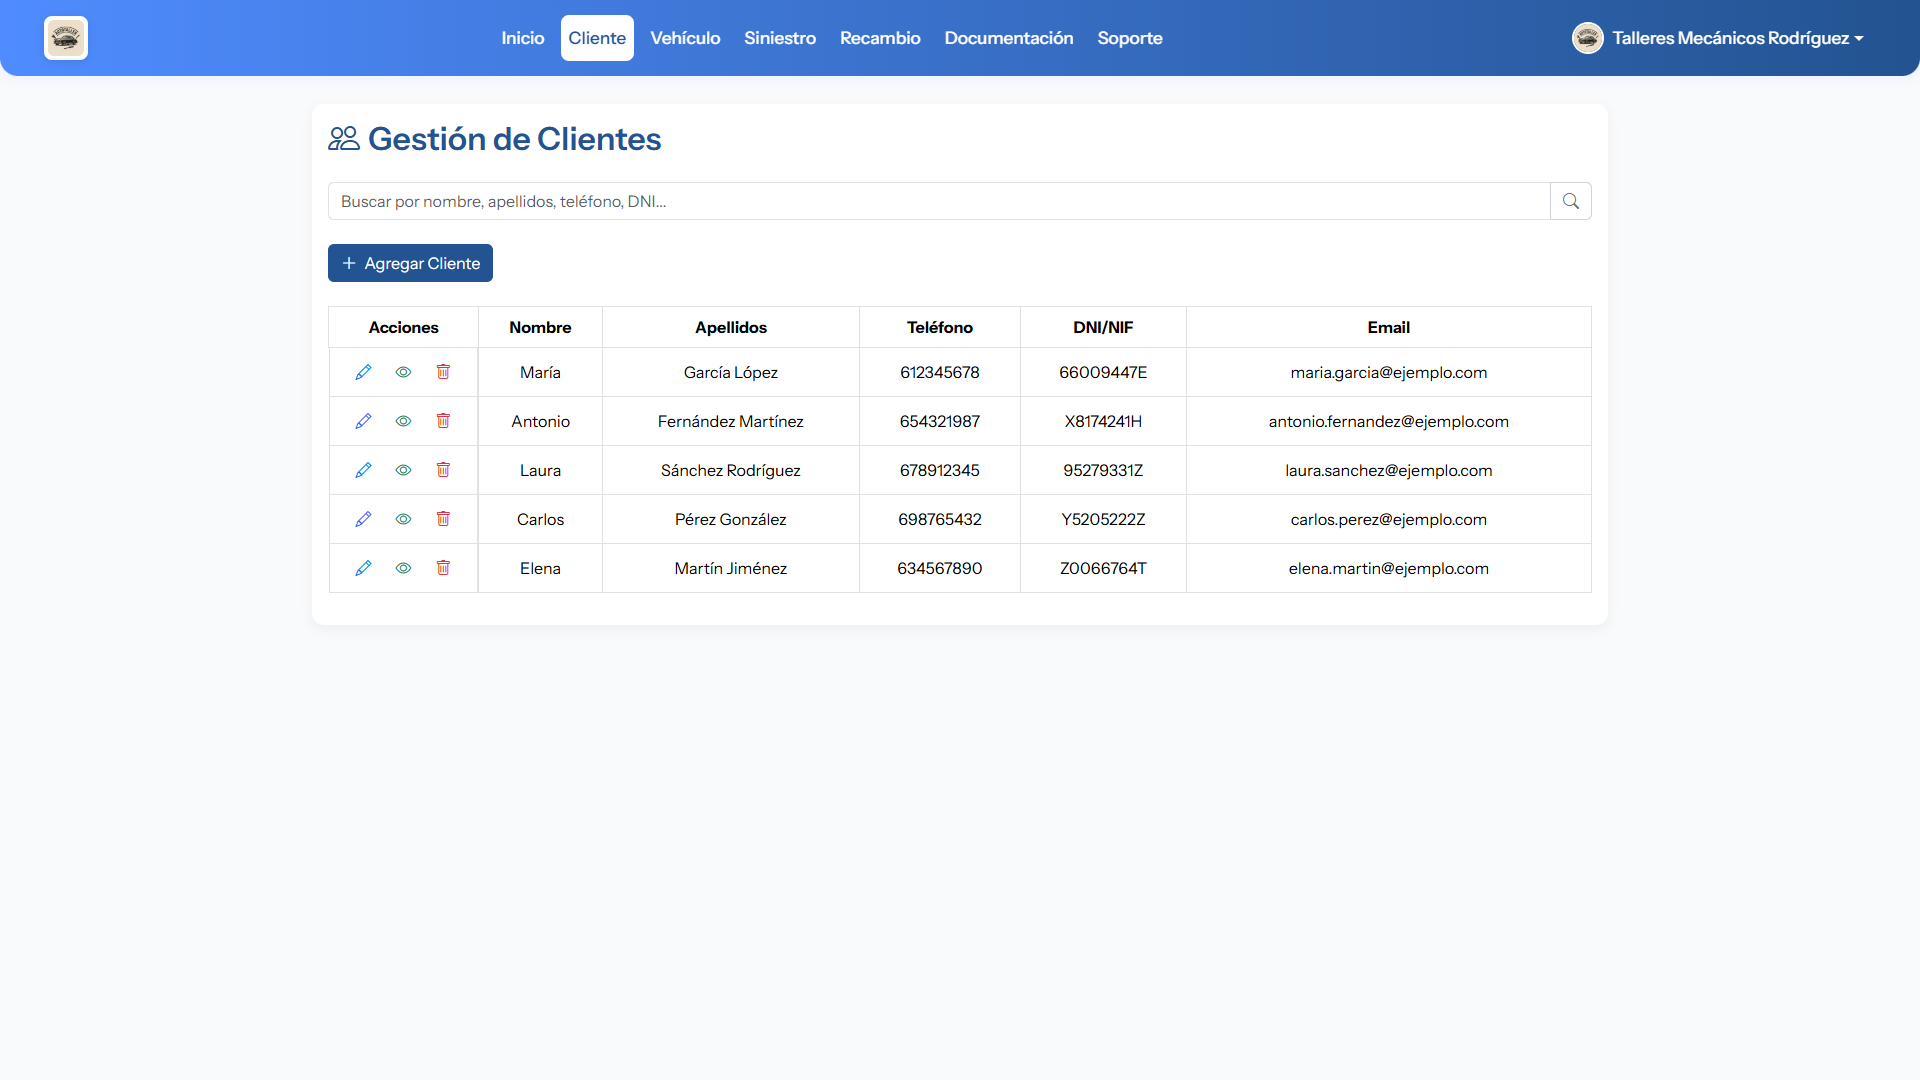 Inicio Cliente Vehículo Siniestro Recambio Documentación Soporte Talleres Mecánicos Rodríguez
Gestión de Clientes
Buscar por nombre, apellidos, teléfono, DNI...
Agregar Cliente
Acciones Nombre Apellidos Teléfono DNI/NIF Email
María García López 612345678 66009447E maria.garcia@ejemplo.com
Antonio Fernández Martínez 654321987 X8174241H antonio.fernandez@ejemplo.com
Laura Sánchez Rodríguez 678912345 95279331Z laura.sanchez@ejemplo.com
Carlos Pérez González 698765432 Y5205222Z carlos.perez@ejemplo.com
Elena Martín Jiménez 634567890 Z0066764T elena.martin@ejemplo.com